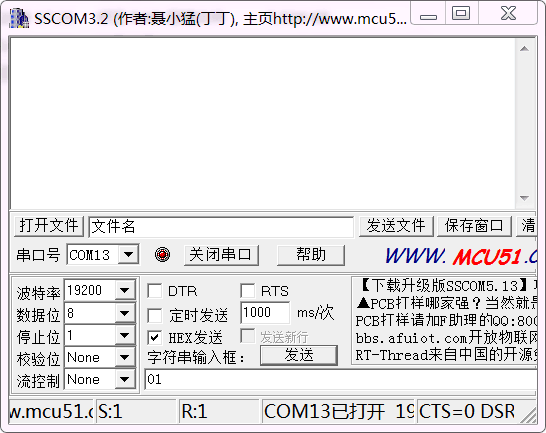 SSCOM3.2 (作者:聂小猛(丁丁), 主页http://www.mcu5...
打开文件 文件名 发送文件 保存窗口 清
串口号 COM13 关闭串口 帮助 WWW. MCU51.c
波特率 19200 DTR RTS
数据位 8 定时发送 1000 ms/次
停止位 1 HEX发送 发送新行
校验位 None 字符串输入框: 发送
流控制 None 01
【下载升级版SSCOM5.13】
▲PCB打样哪家强?当然就是
PCB打样请加F助理的QQ:800
bbs.afuiot.com开放物联网
RT-Thread来自中国的开源
w.mcu51.c S:1 R:1 COM13已打开 19 CTS=0 DSR